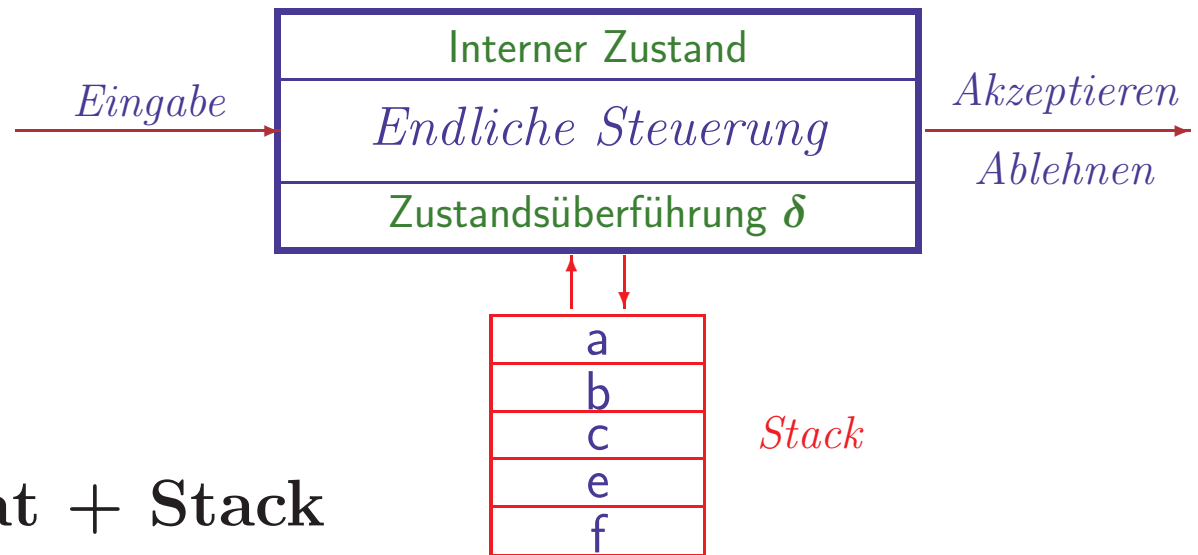 Interner Zustand
Eingabe
Endliche Steuerung
Akzeptieren
Ablehnen
Zustandsüberführung δ
a
b
c
Stack
e
+ Stack
f